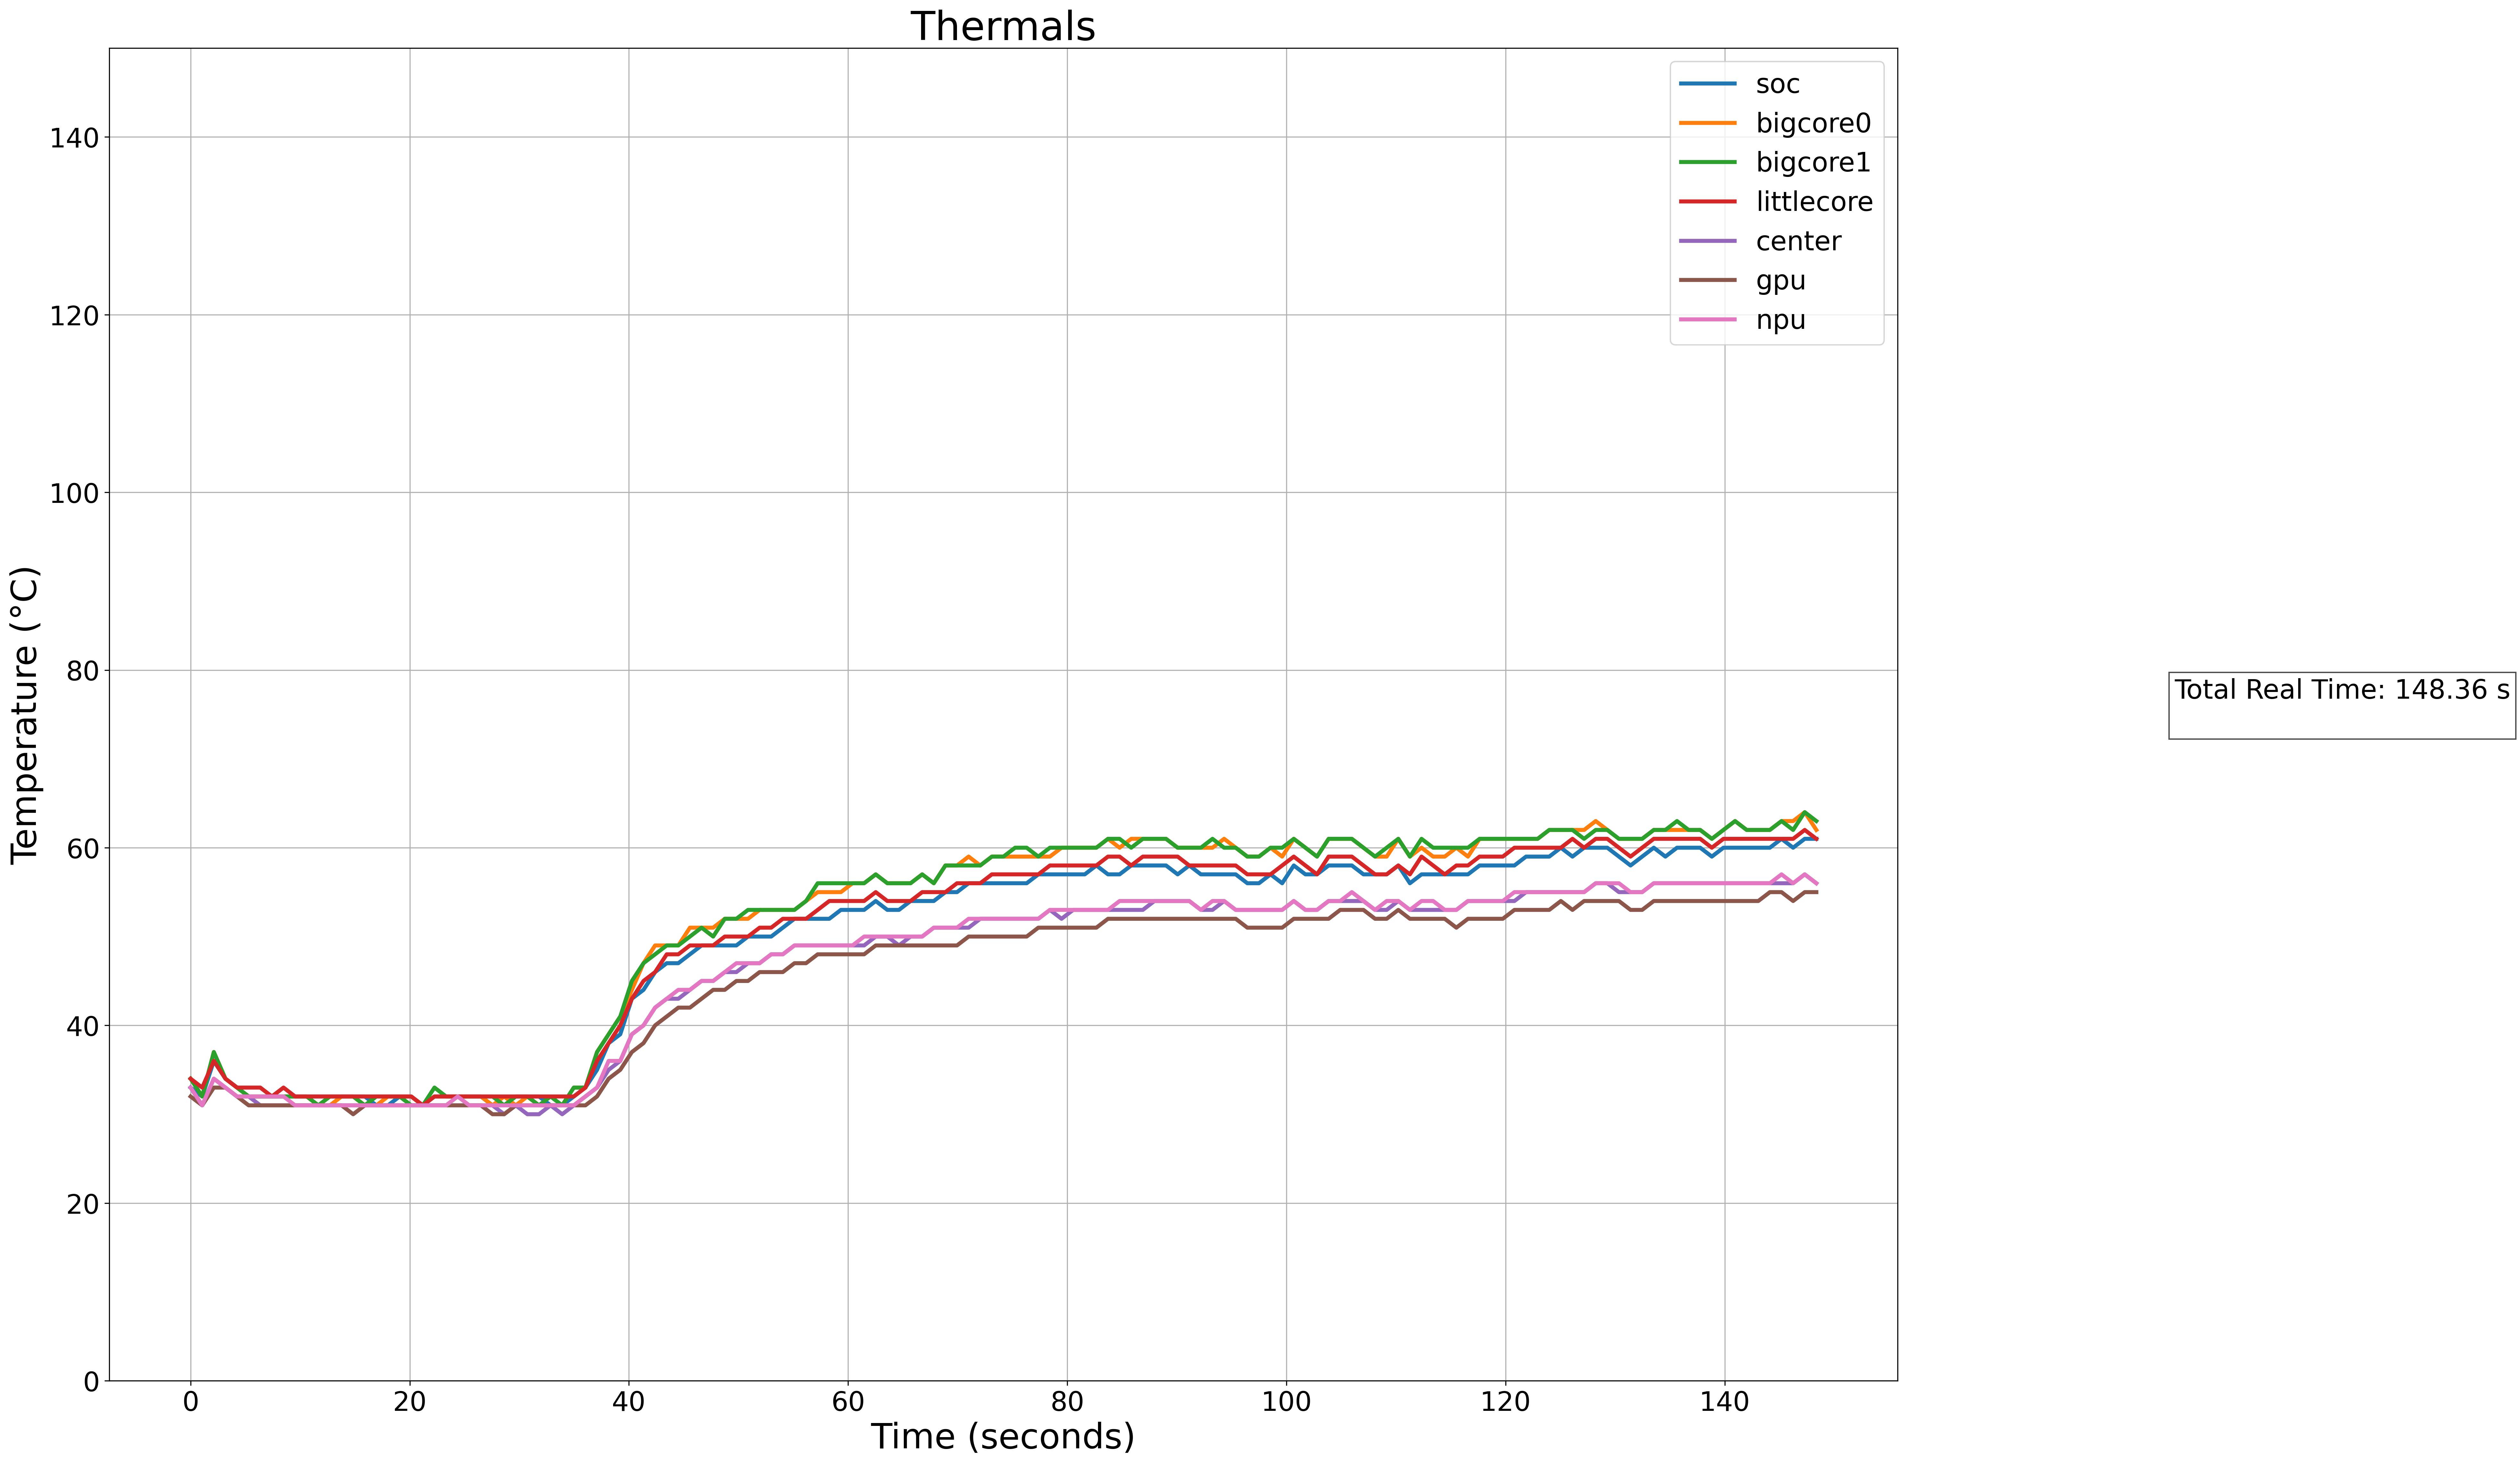 Thermals
soc
bigcore0
bigcore1
littlecore
center
gpu
npu
Temperature (°C)
140
120
100
80
60
40
20
0
0 20 40 60 80 100 120 140
Time (seconds)
Total Real Time: 148.36 s